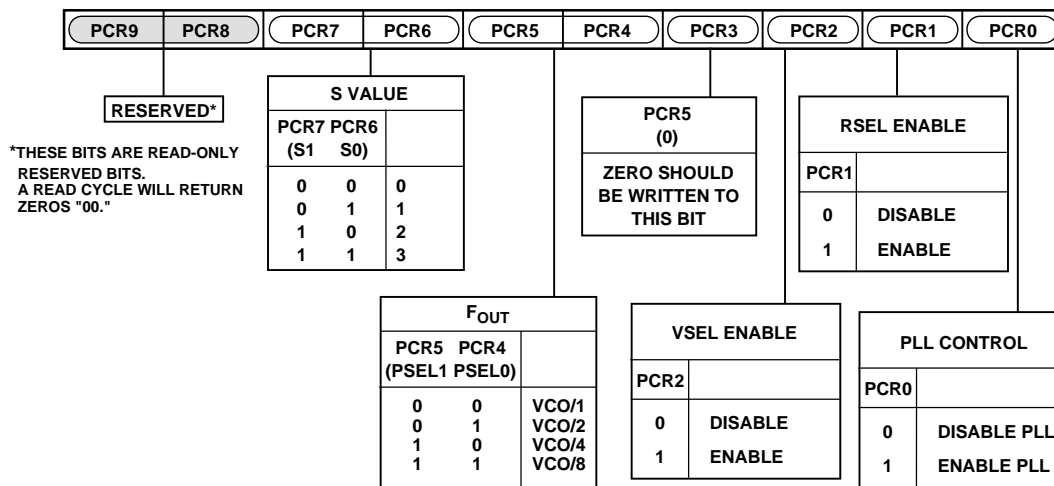 PCR9 PCR8 PCR7 PCR6 PCR5 PCR4 PCR3 PCR2 PCR1 PCR0
RESERVED*
*THESE BITS ARE READ-ONLY
RESERVED BITS.
A READ CYCLE WILL RETURN
ZEROS "00."
S VALUE
PCR7 PCR6
(S1 S0)
0 0 0
0 1 1
1 0 2
1 1 3
PCR5
(0)
ZERO SHOULD
BE WRITTEN TO
THIS BIT
RSEL ENABLE
PCR1
0 DISABLE
1 ENABLE
FOUT
PCR5 PCR4
(PSEL1 PSEL0)
0 0 VCO/1
0 1 VCO/2
1 0 VCO/4
1 1 VCO/8
VSEL ENABLE
PCR2
0 DISABLE
1 ENABLE
PLL CONTROL
PCR0
0 DISABLE PLL
1 ENABLE PLL